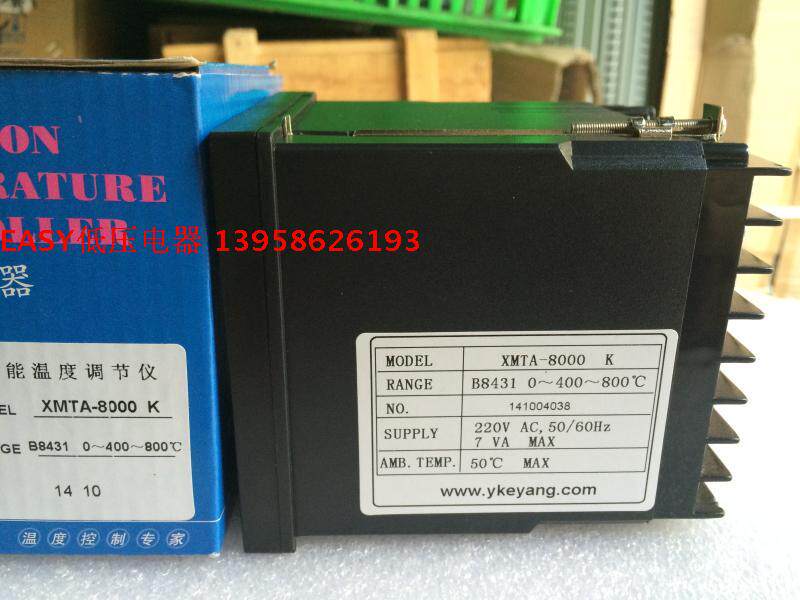 ON
RATURE
LLER
EASY低压电器 13958626193
器
能温度调节仪
EL XMTA-8000 K
GE B8431 0～400～800℃
14 10
温度控制专家
MODEL XMTA-8000 K
RANGE B8431 0～400～800℃
NO. 141004038
SUPPLY 220V AC, 50/60Hz
7 VA MAX
AMB. TEMP. 50℃ MAX
www.ykeyang.com